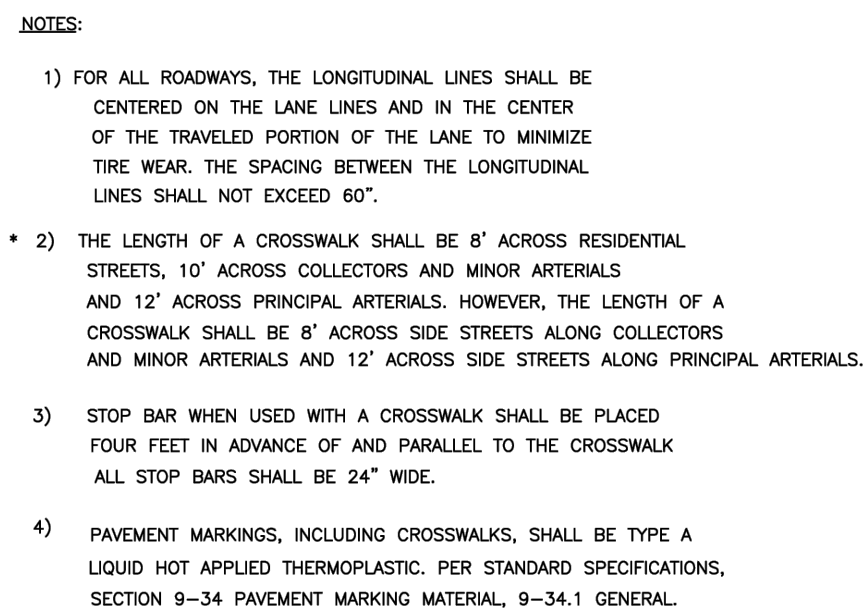 NOTES:
1) FOR ALL ROADWAYS, THE LONGITUDINAL LINES SHALL BE
CENTERED ON THE LANE LINES AND IN THE CENTER
OF THE TRAVELED PORTION OF THE LANE TO MINIMIZE
TIRE WEAR. THE SPACING BETWEEN THE LONGITUDINAL
LINES SHALL NOT EXCEED 60".
* 2) THE LENGTH OF A CROSSWALK SHALL BE 8' ACROSS RESIDENTIAL
STREETS, 10' ACROSS COLLECTORS AND MINOR ARTERIALS
AND 12' ACROSS PRINCIPAL ARTERIALS. HOWEVER, THE LENGTH OF A
CROSSWALK SHALL BE 8' ACROSS SIDE STREETS ALONG COLLECTORS
AND MINOR ARTERIALS AND 12' ACROSS SIDE STREETS ALONG PRINCIPAL ARTERIALS.
3) STOP BAR WHEN USED WITH A CROSSWALK SHALL BE PLACED
FOUR FEET IN ADVANCE OF AND PARALLEL TO THE CROSSWALK
ALL STOP BARS SHALL BE 24" WIDE.
4) PAVEMENT MARKINGS, INCLUDING CROSSWALKS, SHALL BE TYPE A
LIQUID HOT APPLIED THERMOPLASTIC. PER STANDARD SPECIFICATIONS,
SECTION 9-34 PAVEMENT MARKING MATERIAL, 9-34.1 GENERAL.